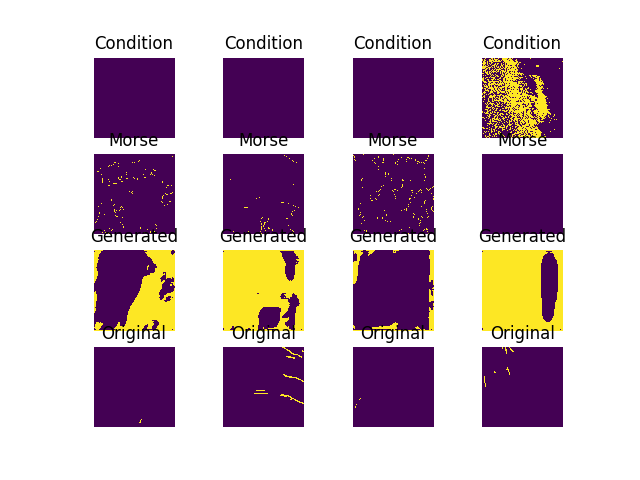 Condition Condition Condition Condition
Morse Morse Morse Morse
Generated Generated Generated Generated
Original Original Original Original